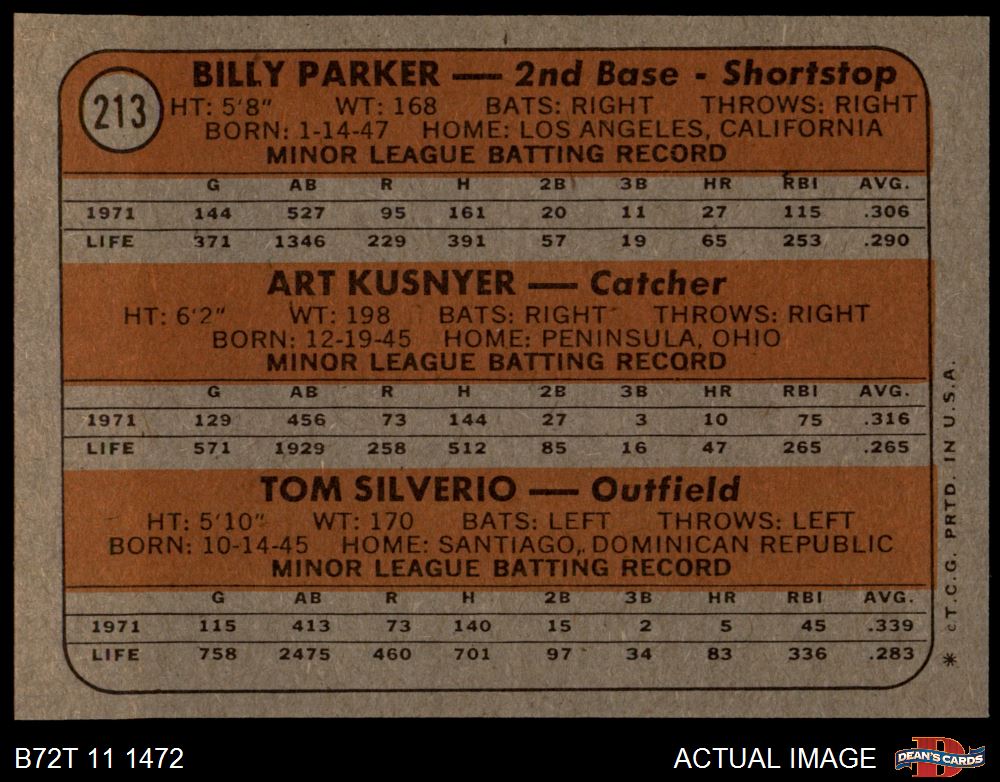 213
BILLY PARKER — 2nd Base - Shortstop
HT: 5'8" WT: 168 BATS: RIGHT THROWS: RIGHT
BORN: 1-14-47 HOME: LOS ANGELES, CALIFORNIA
MINOR LEAGUE BATTING RECORD
G AB R H 2B 3B HR RBI AVG.
1971 144 527 95 161 20 11 27 115 .306
LIFE 371 1346 229 391 57 19 65 253 .290
ART KUSNYER — Catcher
HT: 6'2" WT: 198 BATS: RIGHT THROWS: RIGHT
BORN: 12-19-45 HOME: PENINSULA, OHIO
MINOR LEAGUE BATTING RECORD
G AB R H 2B 3B HR RBI AVG.
1971 129 456 73 144 27 3 10 75 .316
LIFE 571 1929 258 512 85 16 47 265 .265
TOM SILVERIO — Outfield
HT: 5'10" WT: 170 BATS: LEFT THROWS: LEFT
BORN: 10-14-45 HOME: SANTIAGO, DOMINICAN REPUBLIC
MINOR LEAGUE BATTING RECORD
G AB R H 2B 3B HR RBI AVG.
1971 115 413 73 140 15 2 5 45 .339
LIFE 758 2475 460 701 97 34 83 336 .283
* ©T.C.G. PRTD. IN U.S.A.
B72T 11 1472
ACTUAL IMAGE
D
DEAN'S CARDS